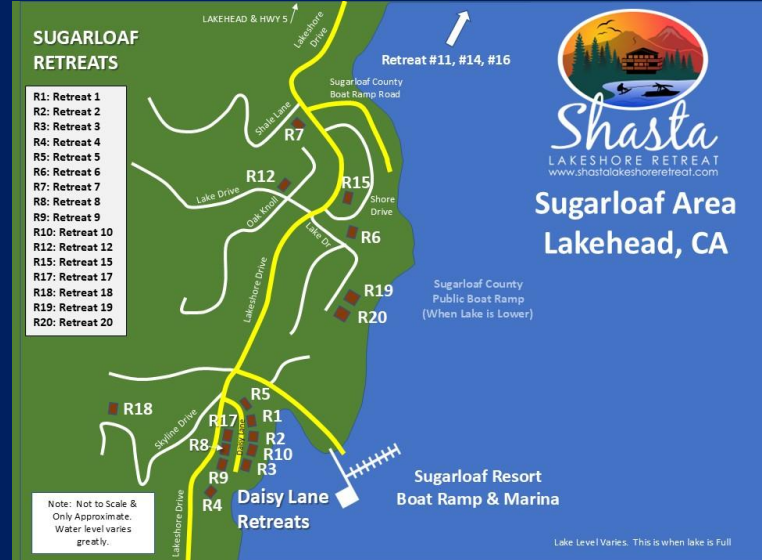 LAKEHEAD & HWY 5
Lakeshore
Drive
SUGARLOAF
RETREATS
R1: Retreat 1
R2: Retreat 2
R3: Retreat 3
R4: Retreat 4
R5: Retreat 5
R6: Retreat 6
R7: Retreat 7
R8: Retreat 8
R9: Retreat 9
R10: Retreat 10
R12: Retreat 12
R15: Retreat 15
R17: Retreat 17
R18: Retreat 18
R19: Retreat 19
R20: Retreat 20
Retreat #11, #14, #16
Shasta
LAKESHORE RETREAT
www.shastalakeshoreretreat.com
Sugarloaf Area
Lakehead, CA
Sugarloaf County
Boat Ramp Road
Shale Lane
R7
R12
R15
Lake Drive
Oak Knoll
Shore
Drive
Lake Dr
R6
Lakeshore Drive
R19
R20
Sugarloaf County
Public Boat Ramp
(When Lake is Lower)
R18
Skyline Drive
R5
R17
R1
Daisy Lane
R8
R2
R10
R9
R3
R4
Daisy Lane
Retreats
Sugarloaf Resort
Boat Ramp & Marina
Lakeshore Drive
Note: Not to Scale &
Only Approximate.
Water level varies
greatly.
Lake Level Varies. This is when lake is Full